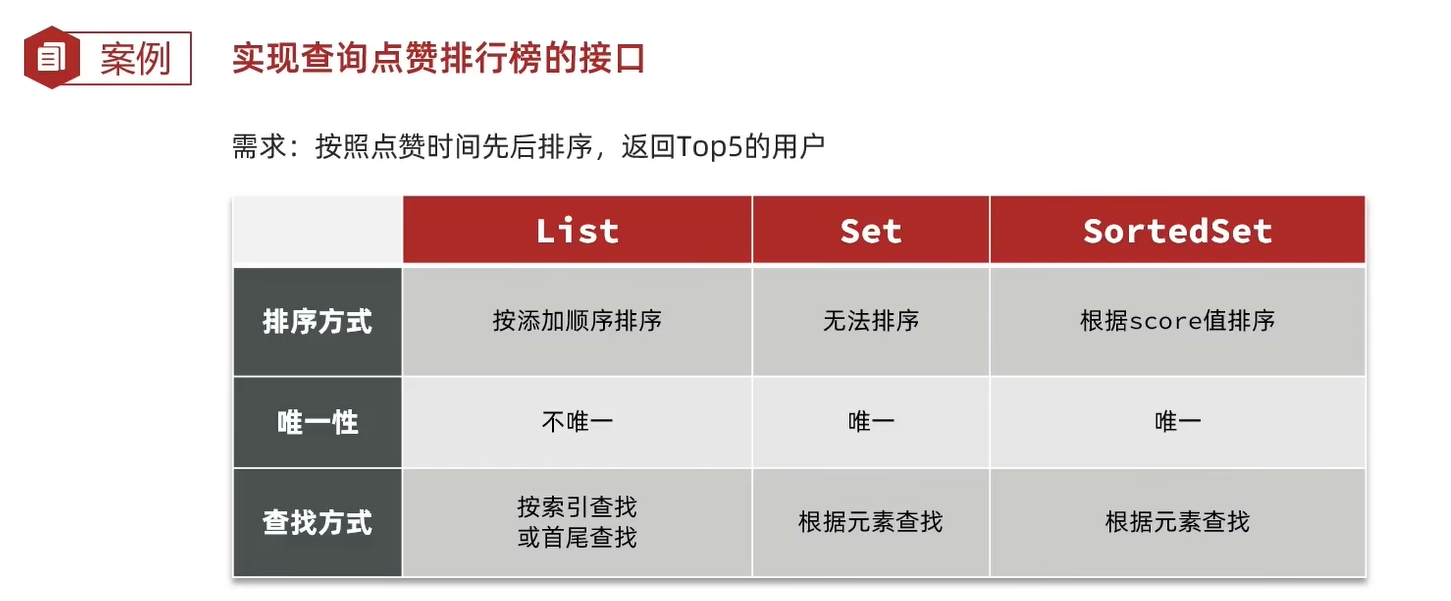 案例
实现查询点赞排行榜的接口
需求：按照点赞时间先后排序，返回Top5的用户
List Set SortedSet
排序方式 按添加顺序排序 无法排序 根据score值排序
唯一性 不唯一 唯一 唯一
查找方式 按索引查找 根据元素查找 根据元素查找
或首尾查找